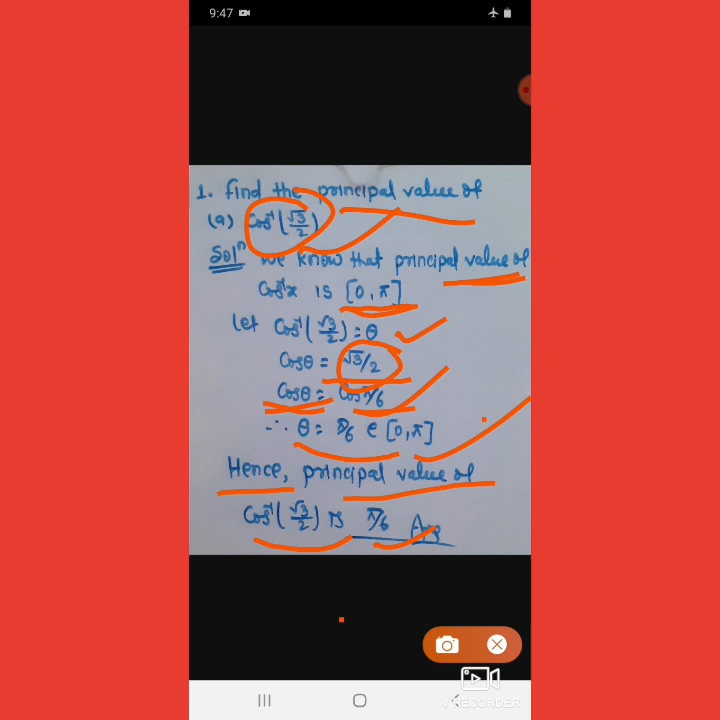 9:47
1. Find the principal value of
(a) Cos⁻¹(√3/2)
Solⁿ We know that principal value of
Cos⁻¹x is [0, π]
let Cos⁻¹(√3/2) = θ
Cosθ = √3/2
Cosθ = Cos π/6
∴ θ = π/6 ∈ [0, π]
Hence, principal value of
Cos⁻¹(√3/2) is π/6 Ans
VRECORDER